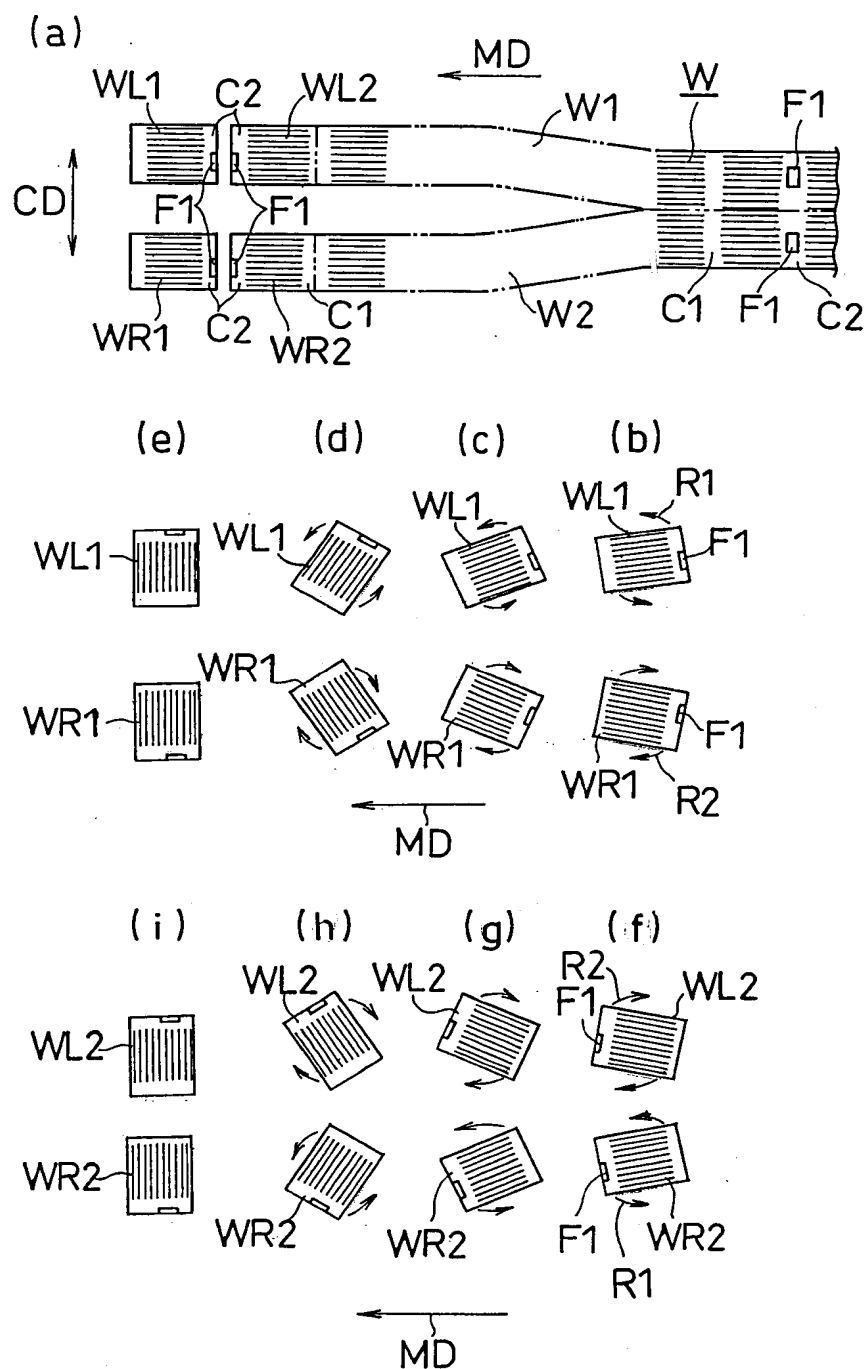 (a)
MD
WL1 C2 WL2 W1 W F1
CD
F1 F1
WR1 C2 WR2 C1 W2 C1 F1 C2
(e) (d) (c) (b)
WL1 WL1 WL1 WL1 R1 F1
WR1 WR1 WR1 WR1 F1 R2
MD
(i) (h) (g) (f)
WL2 WL2 WL2 R2 F1 WL2
WR2 WR2 WR2 F1 R1 WR2
MD